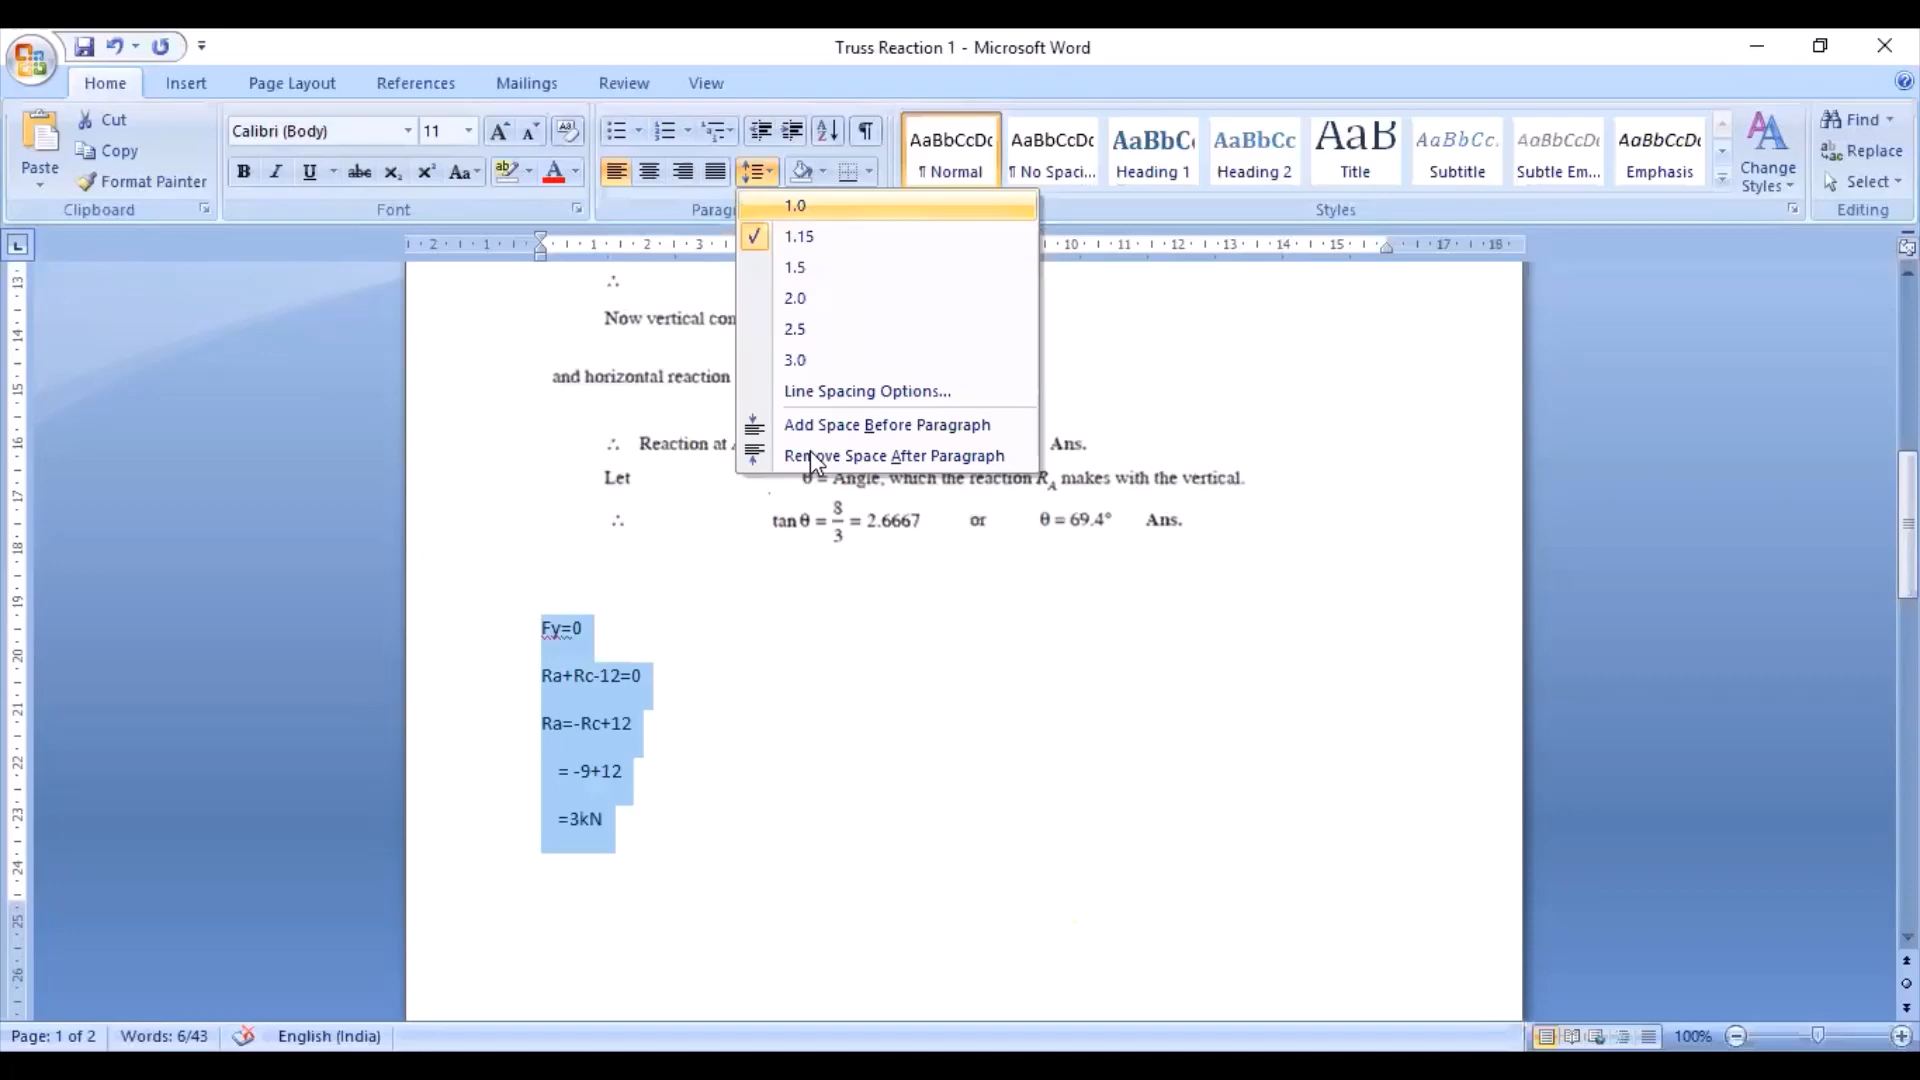 Truss Reaction 1 - Microsoft Word
Home Insert Page Layout References Mailings Review View
Paste
Cut
Copy
Format Painter
Clipboard
Calibri (Body) 11
Font
Paragr
AaBbCcDc AaBbCcDc AaBbC AaBbCc AaB AaBbCc. AaBbCcDc AaBbCcDc
¶ Normal ¶ No Spaci... Heading 1 Heading 2 Title Subtitle Subtle Em... Emphasis
Change Styles
Styles
Find
Replace
Select
Editing
1.0
1.15
1.5
2.0
2.5
3.0
Line Spacing Options...
Add Space Before Paragraph
Remove Space After Paragraph
∴
Now vertical con
and horizontal reaction
∴ Reaction at Ans.
Let θ = Angle, which the reaction R_A makes with the vertical.
∴ tan θ = 8/3 = 2.6667 or θ = 69.4° Ans.
Fy=0
Ra+Rc-12=0
Ra=-Rc+12
= -9+12
=3kN
Page: 1 of 2 Words: 6/43 English (India) 100%